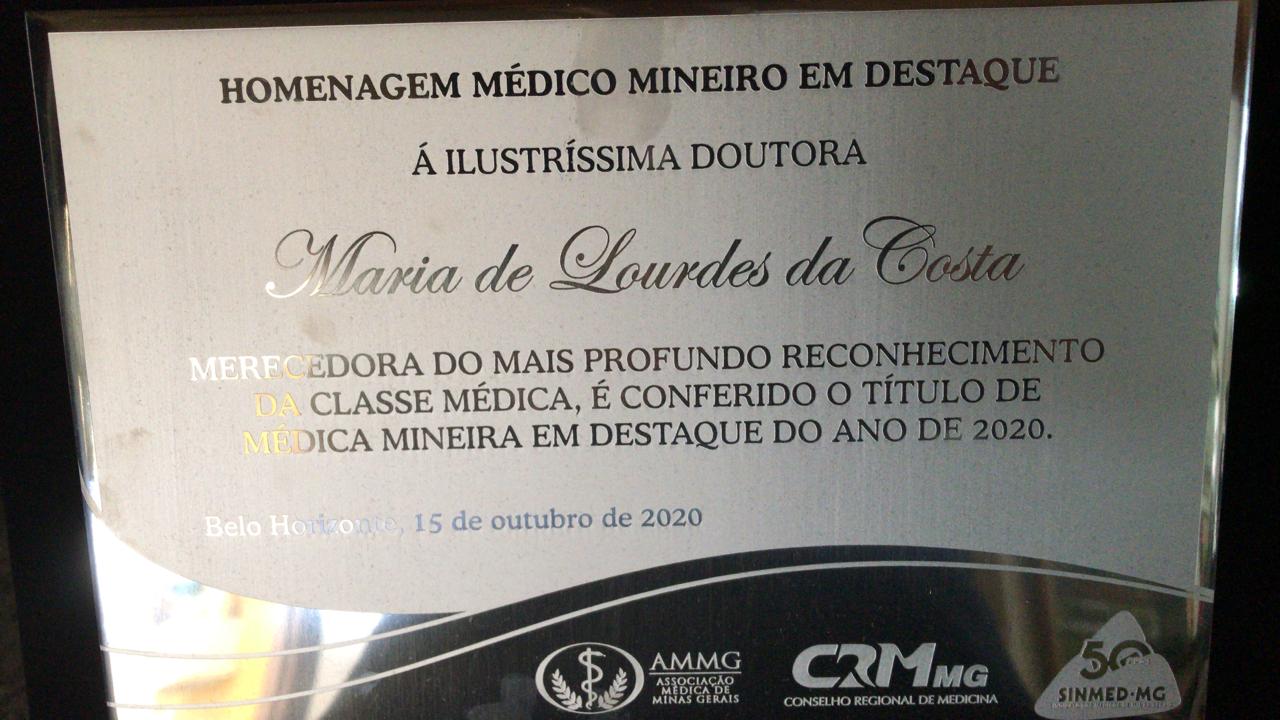 HOMENAGEM MÉDICO MINEIRO EM DESTAQUE
Á ILUSTRÍSSIMA DOUTORA
Maria de Lourdes da Costa
MERECEDORA DO MAIS PROFUNDO RECONHECIMENTO
DA CLASSE MÉDICA, É CONFERIDO O TÍTULO DE
MÉDICA MINEIRA EM DESTAQUE DO ANO DE 2020.
Belo Horizonte, 15 de outubro de 2020
AMMG
ASSOCIAÇÃO
MÉDICA DE
MINAS GERAIS
CRMMG
CONSELHO REGIONAL DE MEDICINA
50
SINMED-MG